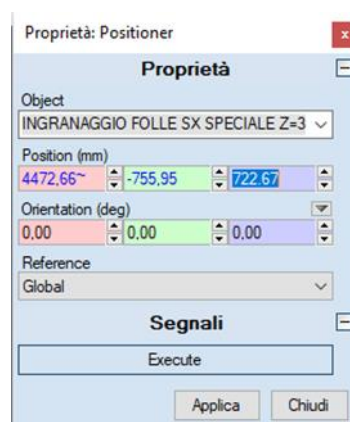 Proprietà: Positioner
x
Proprietà
Object
INGRANAGGIO FOLLE SX SPECIALE Z=3
Position (mm)
4472,66~ -755,95 722.67
Orientation (deg)
0,00 0,00 0,00
Reference
Global
Segnali
Execute
Applica Chiudi